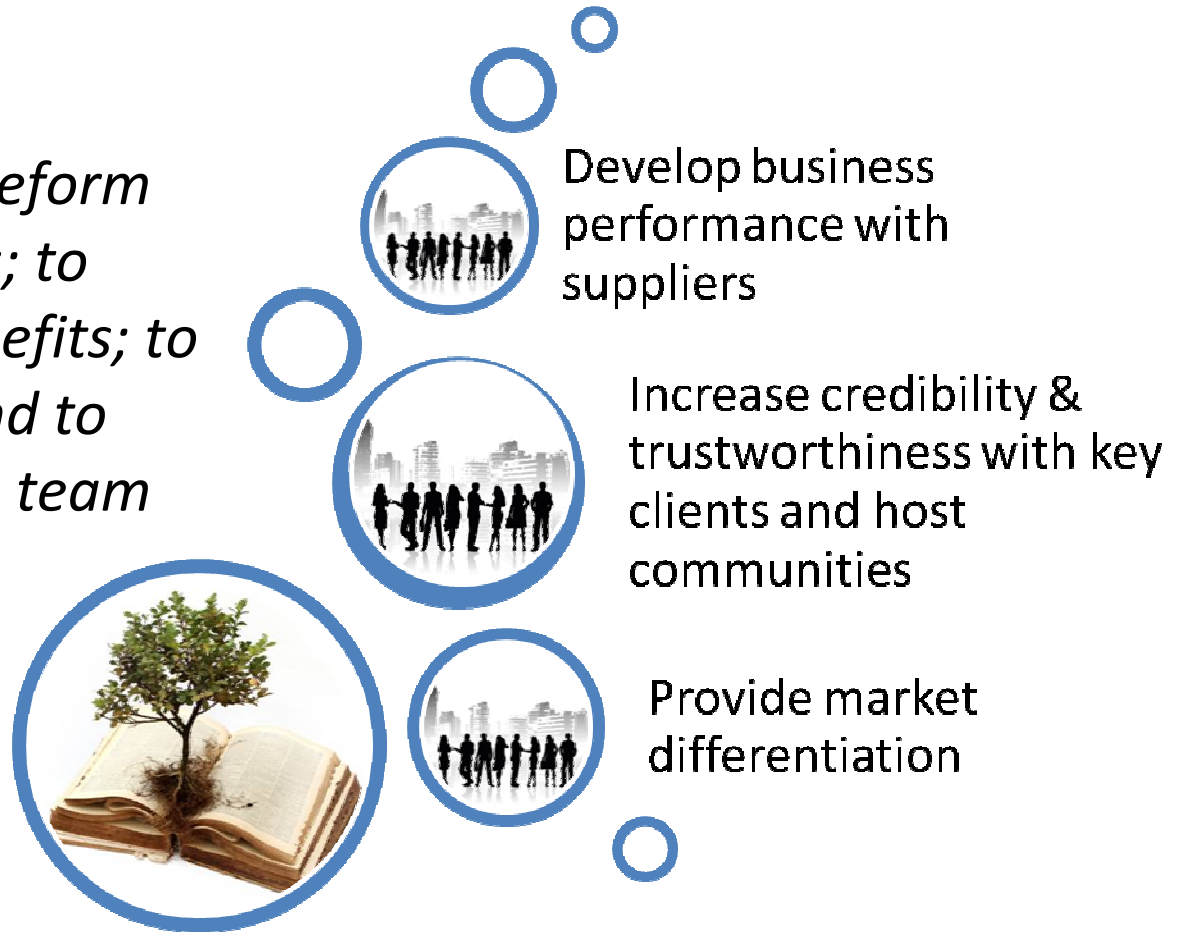 eform
; to
efits; to
d to
team
Develop business
performance with
suppliers
Increase credibility &
trustworthiness with key
clients and host
communities
Provide market
differentiation